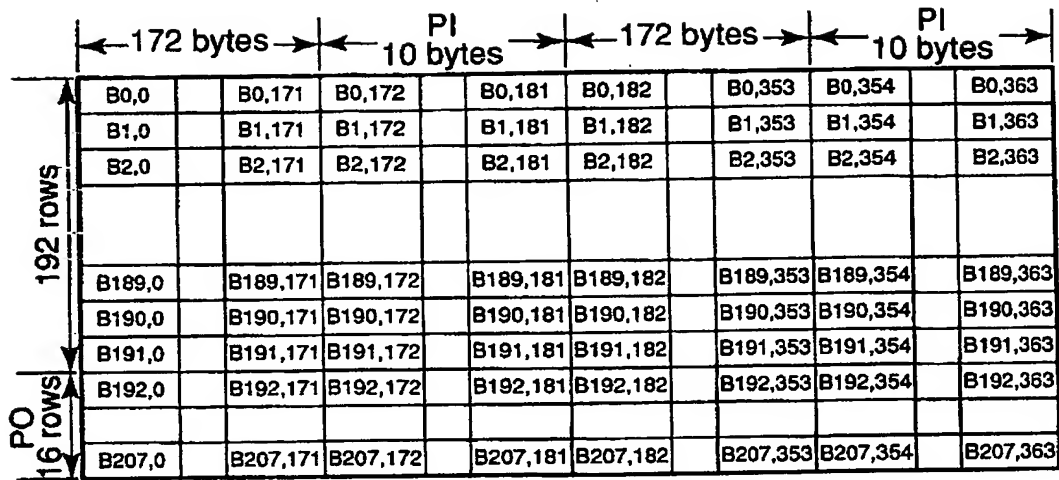 172 bytes PI 10 bytes 172 bytes PI 10 bytes
B0,0 B0,171 B0,172 B0,181 B0,182 B0,353 B0,354 B0,363
B1,0 B1,171 B1,172 B1,181 B1,182 B1,353 B1,354 B1,363
B2,0 B2,171 B2,172 B2,181 B2,182 B2,353 B2,354 B2,363
192 rows
B189,0 B189,171 B189,172 B189,181 B189,182 B189,353 B189,354 B189,363
B190,0 B190,171 B190,172 B190,181 B190,182 B190,353 B190,354 B190,363
B191,0 B191,171 B191,172 B191,181 B191,182 B191,353 B191,354 B191,363
B192,0 B192,171 B192,172 B192,181 B192,182 B192,353 B192,354 B192,363
PO
16 rows
B207,0 B207,171 B207,172 B207,181 B207,182 B207,353 B207,354 B207,363